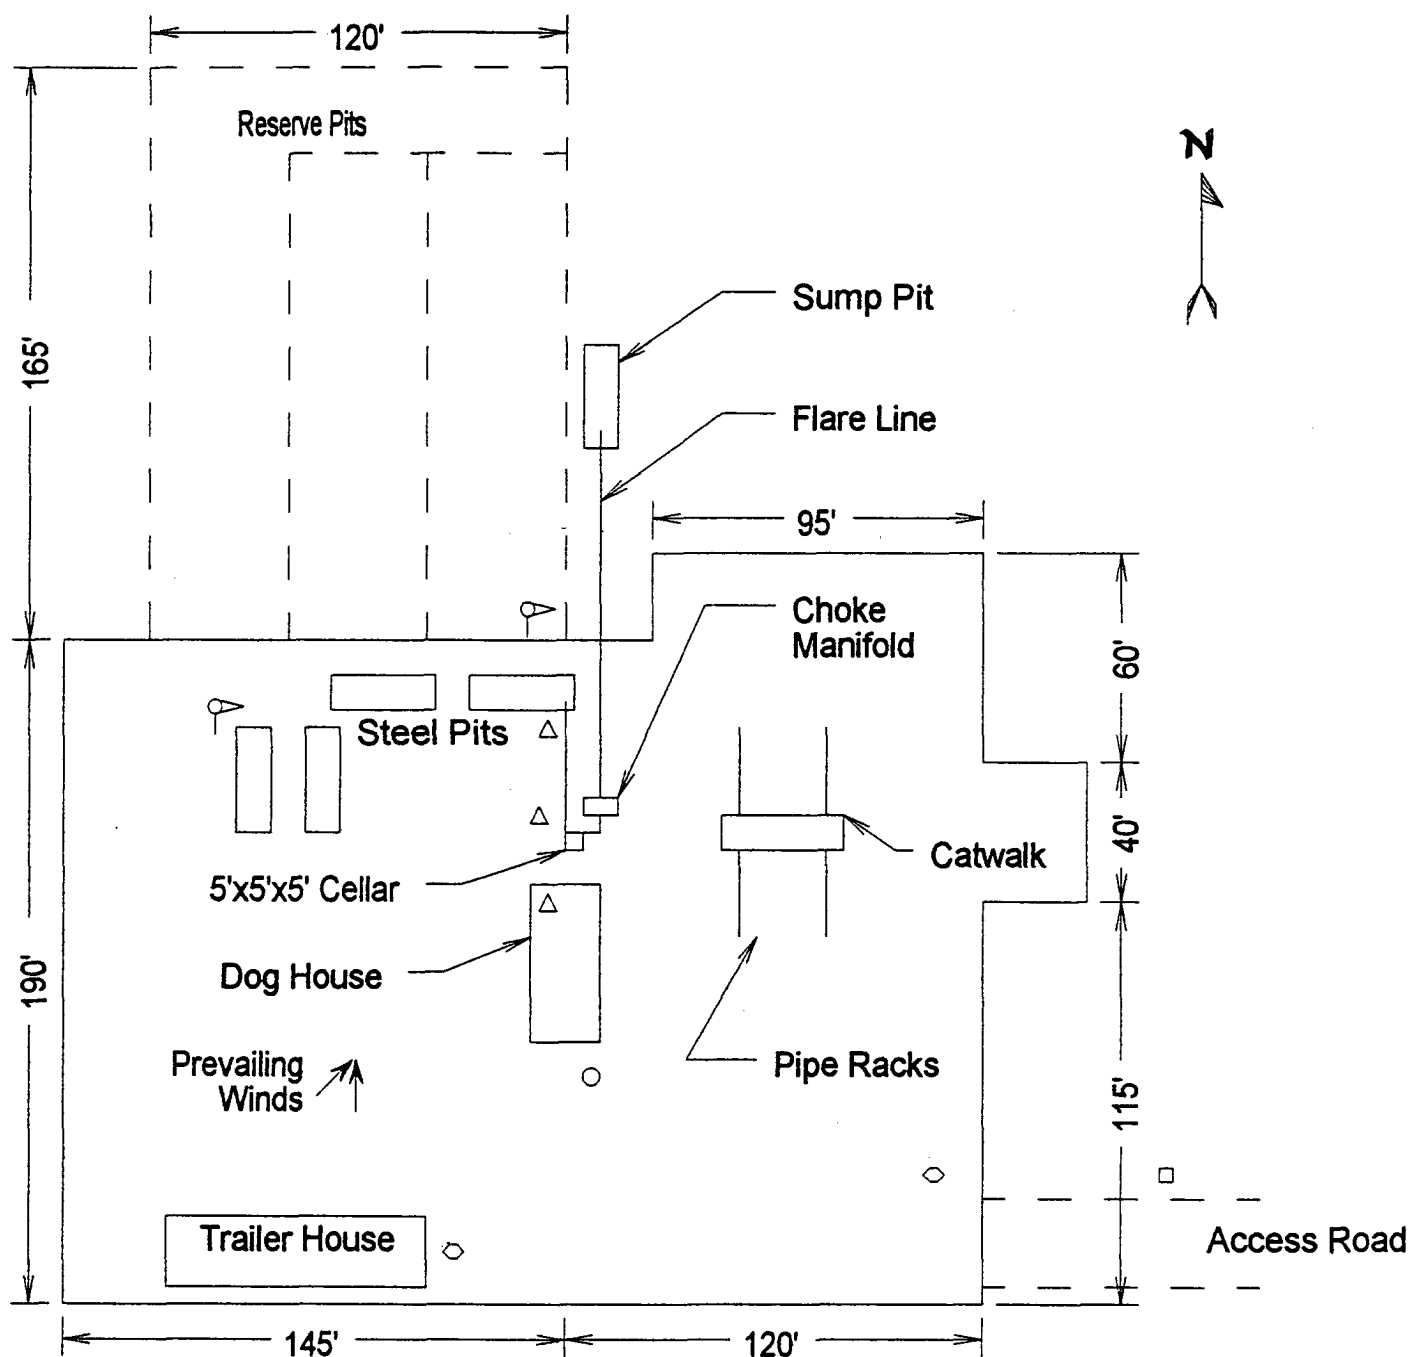 120'
Reserve Pits
N
Sump Pit
165'
Flare Line
95'
Choke
Manifold
60'
Steel Pits
40'
Catwalk
5'x5'x5' Cellar
190'
Dog House
Prevailing
Winds
Pipe Racks
115'
Trailer House
Access Road
145'
120'